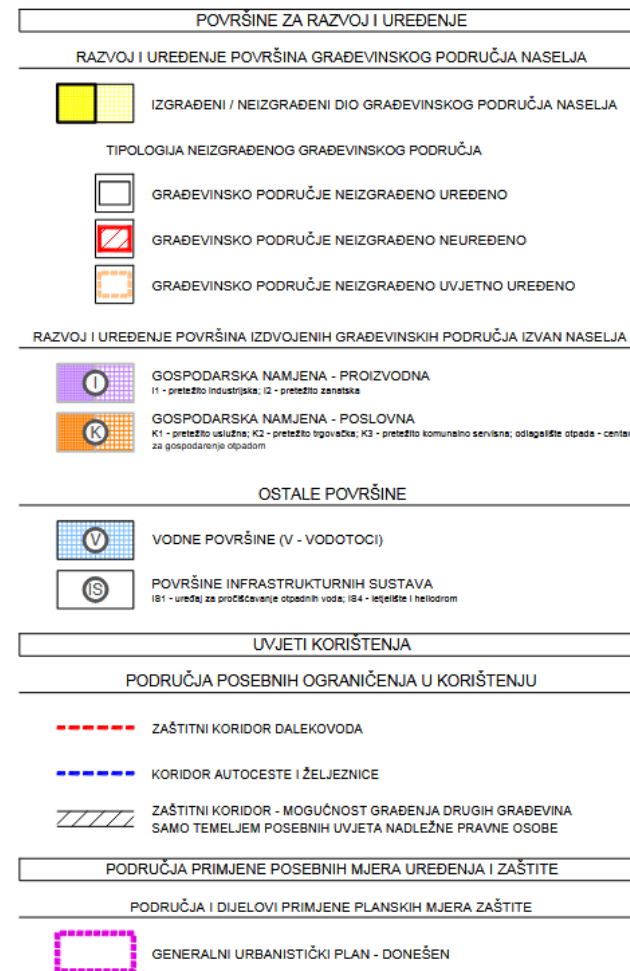 POVRŠINE ZA RAZVOJ I UREĐENJE
RAZVOJ I UREĐENJE POVRŠINA GRAĐEVINSKOG PODRUČJA NASELJA
IZGRAĐENI / NEIZGRAĐENI DIO GRAĐEVINSKOG PODRUČJA NASELJA
TIPOLOGIJA NEIZGRAĐENOG GRAĐEVINSKOG PODRUČJA
GRAĐEVINSKO PODRUČJE NEIZGRAĐENO UREĐENO
GRAĐEVINSKO PODRUČJE NEIZGRAĐENO NEUREĐENO
GRAĐEVINSKO PODRUČJE NEIZGRAĐENO UVJETNO UREĐENO
RAZVOJ I UREĐENJE POVRŠINA IZDVOJENIH GRAĐEVINSKIH PODRUČJA IZVAN NASELJA
I
GOSPODARSKA NAMJENA - PROIZVODNA
I1 - pretežito industrijska; I2 - pretežito zanatska
K
GOSPODARSKA NAMJENA - POSLOVNA
K1 - pretežito uslužna; K2 - pretežito trgovačka; K3 - pretežito komunalno servisna; odlagalište otpada - centar
za gospodarenje otpadom
OSTALE POVRŠINE
V
VODNE POVRŠINE (V - VODOTOCI)
IS
POVRŠINE INFRASTRUKTURNIH SUSTAVA
IS1 - uređaj za pročišćavanje otpadnih voda; IS4 - letjelište i heliodrom
UVJETI KORIŠTENJA
PODRUČJA POSEBNIH OGRANIČENJA U KORIŠTENJU
ZAŠTITNI KORIDOR DALEKOVODA
KORIDOR AUTOCESTE I ŽELJEZNICE
ZAŠTITNI KORIDOR - MOGUĆNOST GRAĐENJA DRUGIH GRAĐEVINA
SAMO TEMELJEM POSEBNIH UVJETA NADLEŽNE PRAVNE OSOBE
PODRUČJA PRIMJENE POSEBNIH MJERA UREĐENJA I ZAŠTITE
PODRUČJA I DIJELOVI PRIMJENE PLANSKIH MJERA ZAŠTITE
GENERALNI URBANISTIČKI PLAN - DONEŠEN